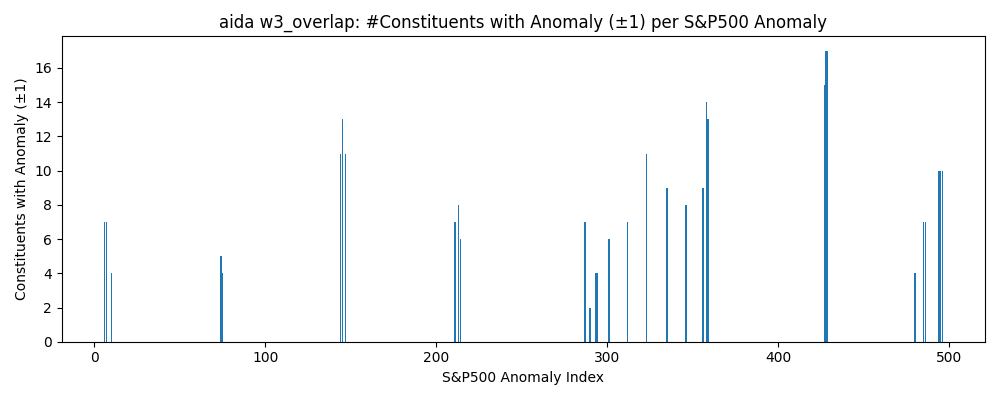 aida w3_overlap: #Constituents with Anomaly (±1) per S&P500 Anomaly
Constituents with Anomaly (±1)
16
14
12
10
8
6
4
2
0
0 100 200 300 400 500
S&P500 Anomaly Index